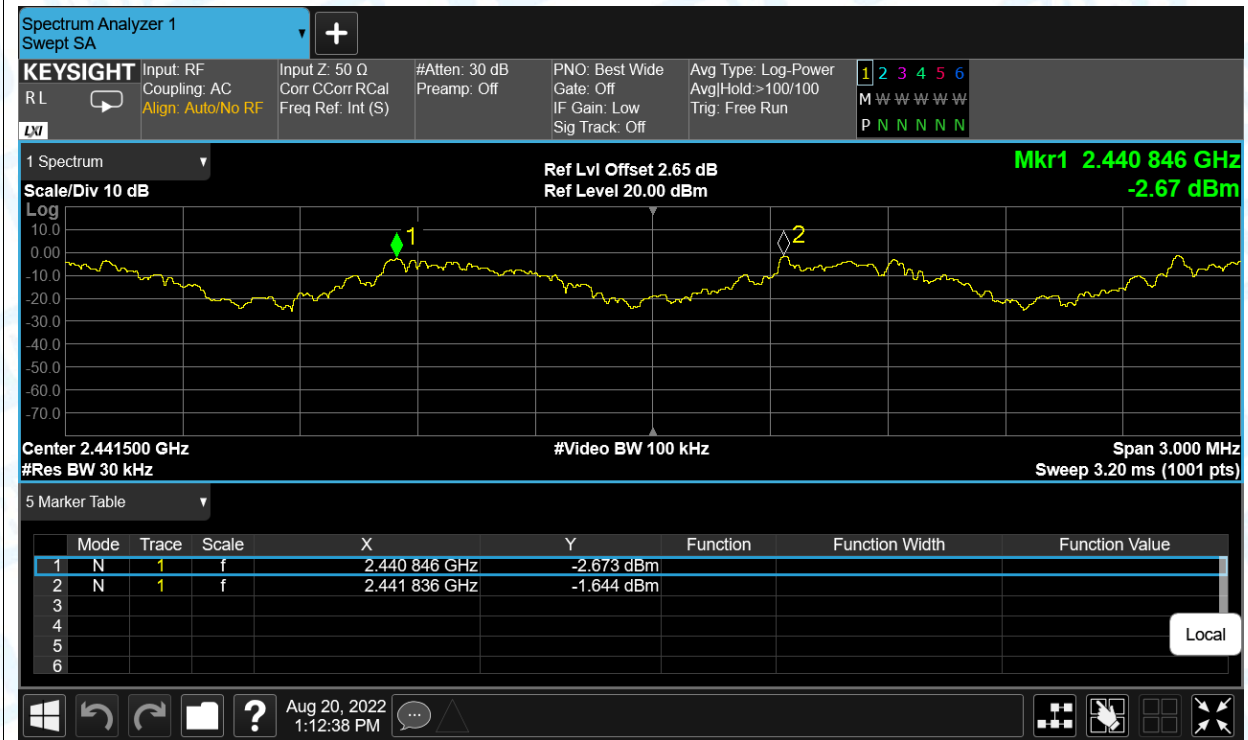 Spectrum Analyzer 1
Swept SA
KEYSIGHT
R L
LXI
Input: RF
Coupling: AC
Align: Auto/No RF
Input Z: 50 Ω
Corr CCorr RCal
Freq Ref: Int (S)
#Atten: 30 dB
Preamp: Off
PNO: Best Wide
Gate: Off
IF Gain: Low
Sig Track: Off
Avg Type: Log-Power
Avg|Hold:>100/100
Trig: Free Run
1 2 3 4 5 6
M W W W W W
P N N N N N
1 Spectrum
Scale/Div 10 dB
Ref Lvl Offset 2.65 dB
Ref Level 20.00 dBm
Mkr1 2.440 846 GHz
-2.67 dBm
Log
10.0
0.00
-10.0
-20.0
-30.0
-40.0
-50.0
-60.0
-70.0
1
2
Center 2.441500 GHz
#Res BW 30 kHz
#Video BW 100 kHz
Span 3.000 MHz
Sweep 3.20 ms (1001 pts)
5 Marker Table
Mode Trace Scale X Y Function Function Width Function Value
1 N 1 f 2.440 846 GHz -2.673 dBm
2 N 1 f 2.441 836 GHz -1.644 dBm
3
4
5
6
Local
?
Aug 20, 2022
1:12:38 PM